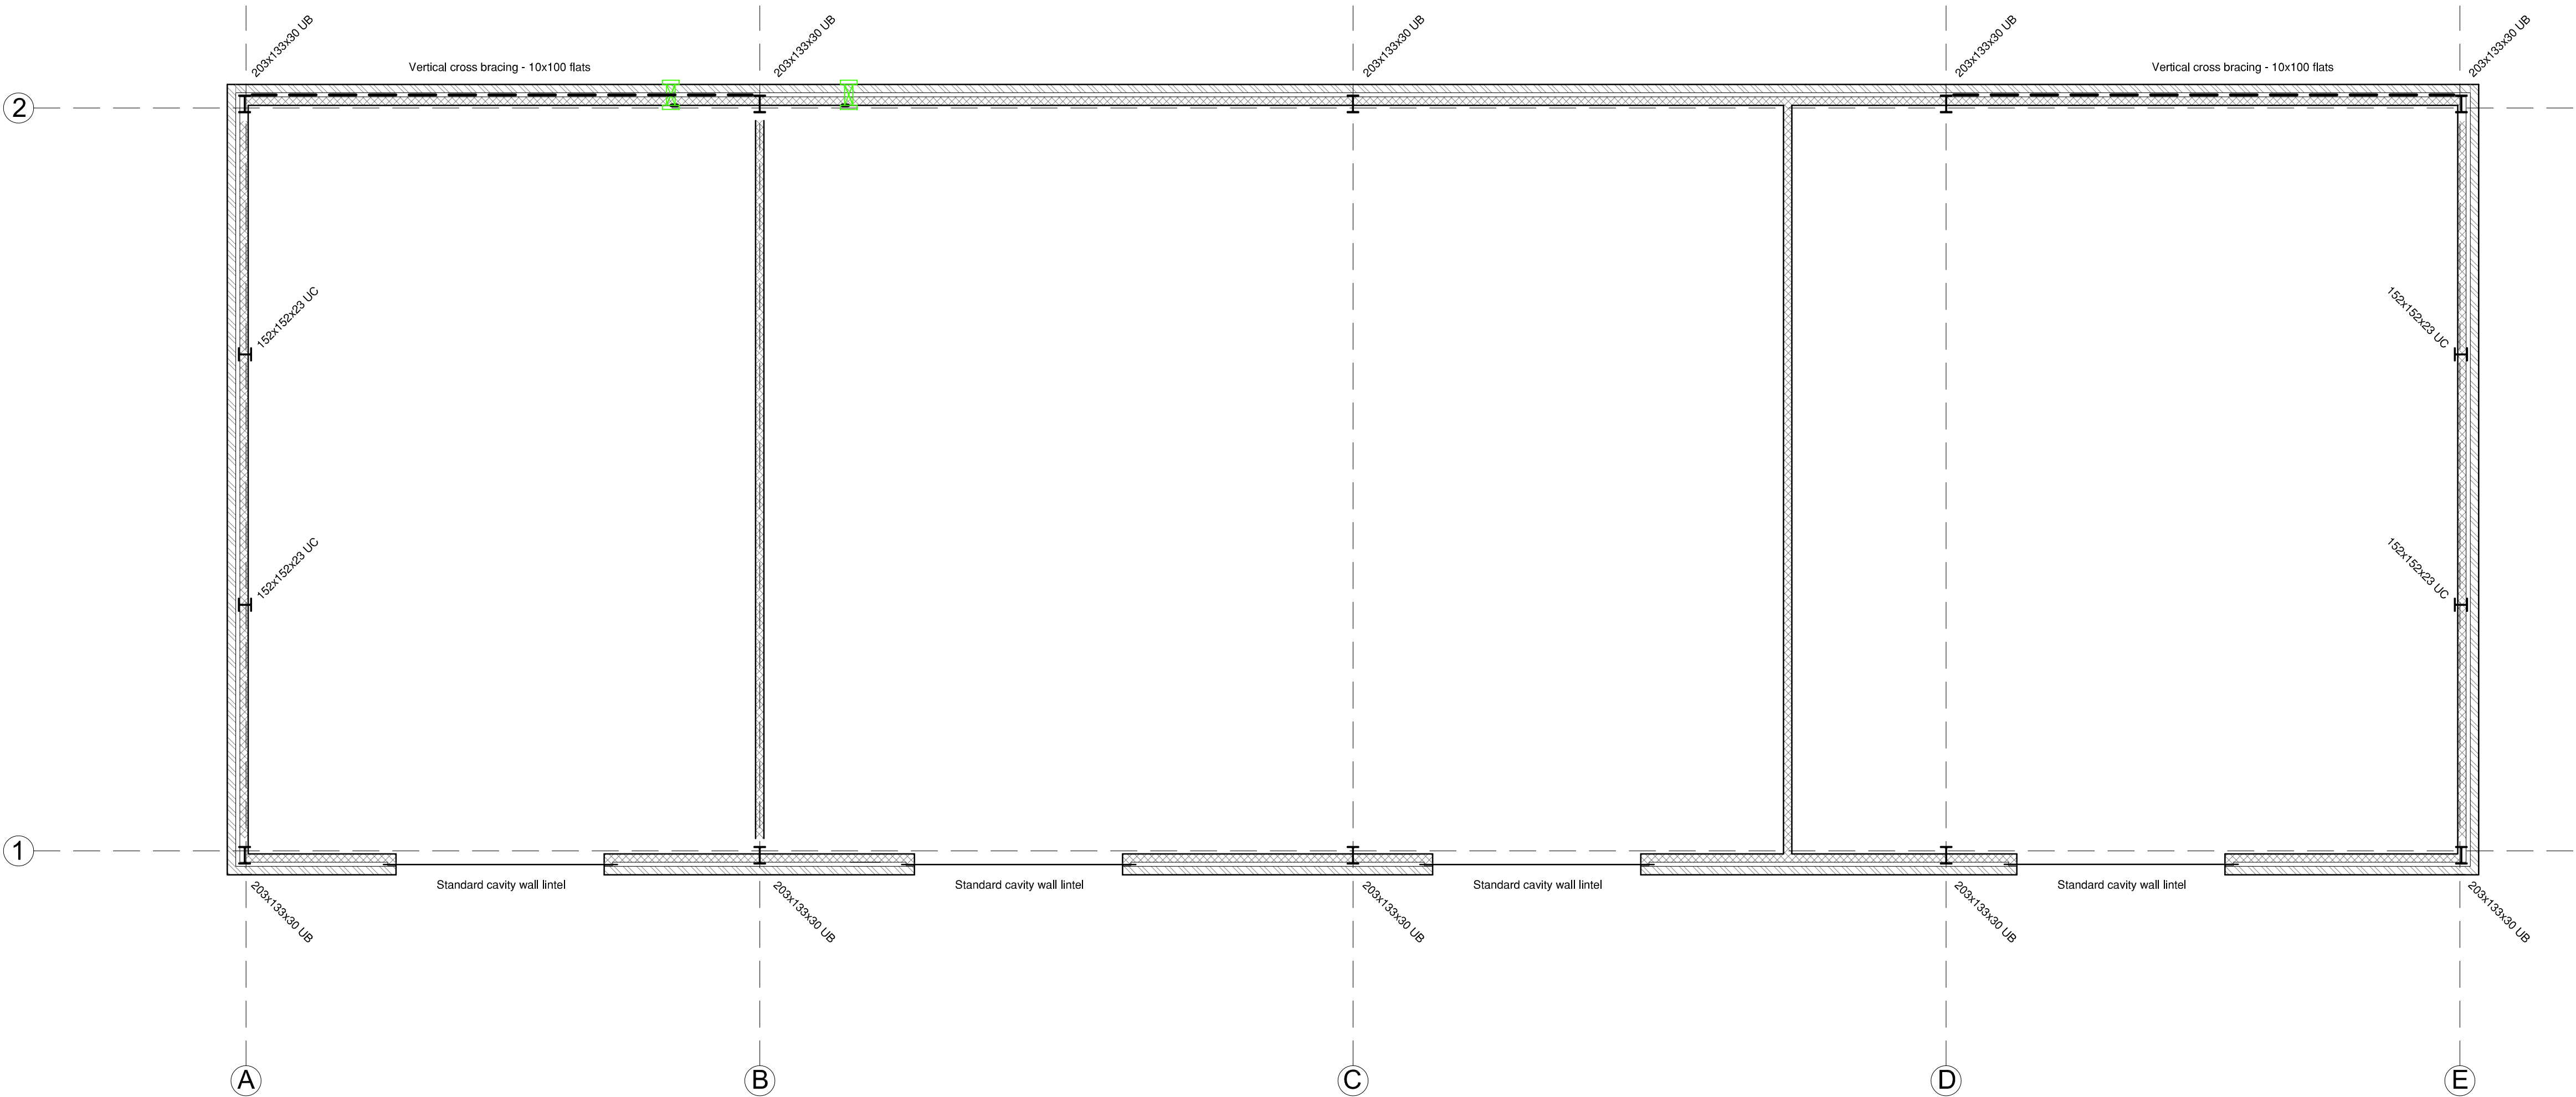 203x133x30 UB
203x133x30 UB
203x133x30 UB
203x133x30 UB
203x133x30 UB
Vertical cross bracing - 10x100 flats
Vertical cross bracing - 10x100 flats
2
152x152x23 UC
152x152x23 UC
152x152x23 UC
152x152x23 UC
1
Standard cavity wall lintel
Standard cavity wall lintel
Standard cavity wall lintel
Standard cavity wall lintel
203x133x30 UB
203x133x30 UB
203x133x30 UB
203x133x30 UB
203x133x30 UB
A
B
C
D
E